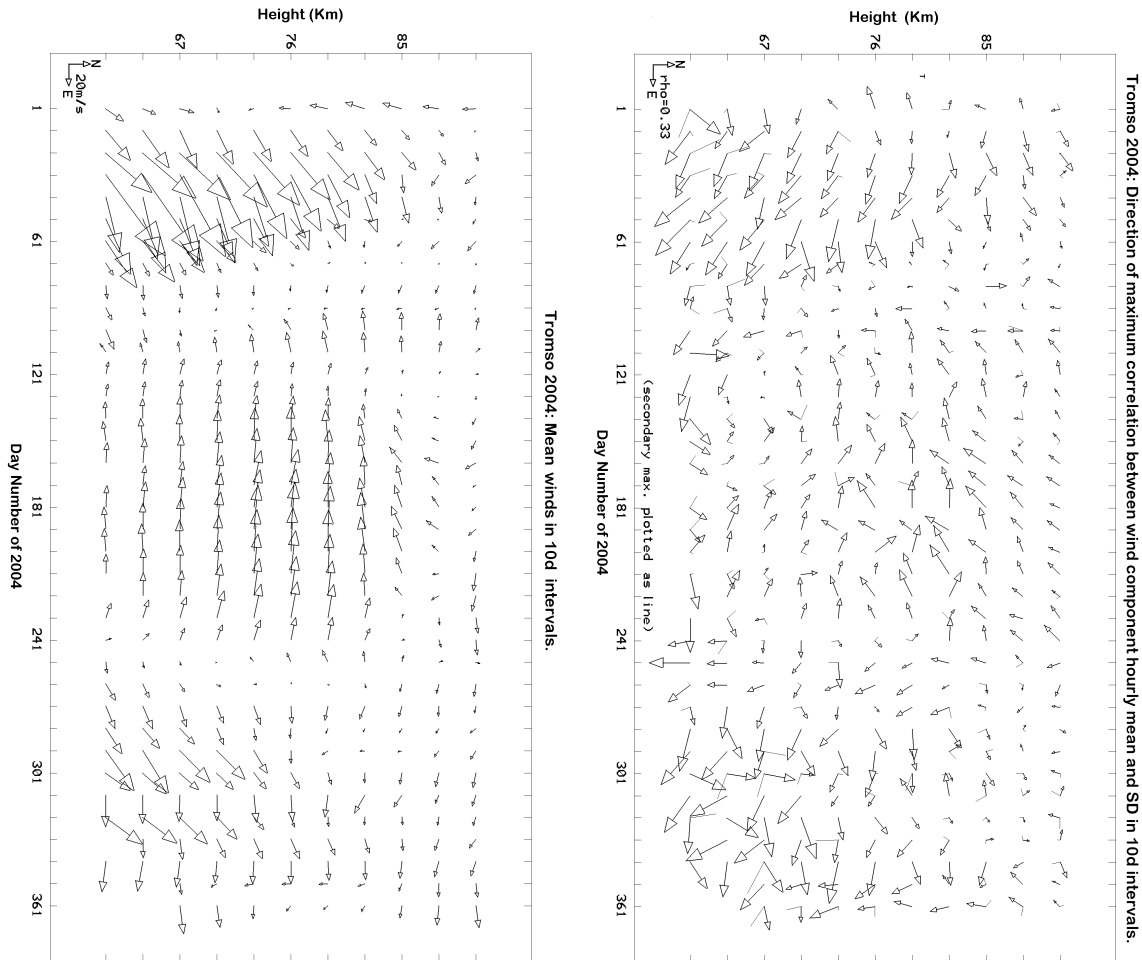 Tromso 2004: Direction of maximum correlation between wind component hourly mean and SD in 10d intervals.
Height (Km)
67
76
85
N
E
rho=0.33
1
61
121
181
241
301
361
(secondary max. plotted as line)
Day Number of 2004
Tromso 2004: Mean winds in 10d intervals.
Height (Km)
67
76
85
N
E
20m/s
1
61
121
181
241
301
361
Day Number of 2004